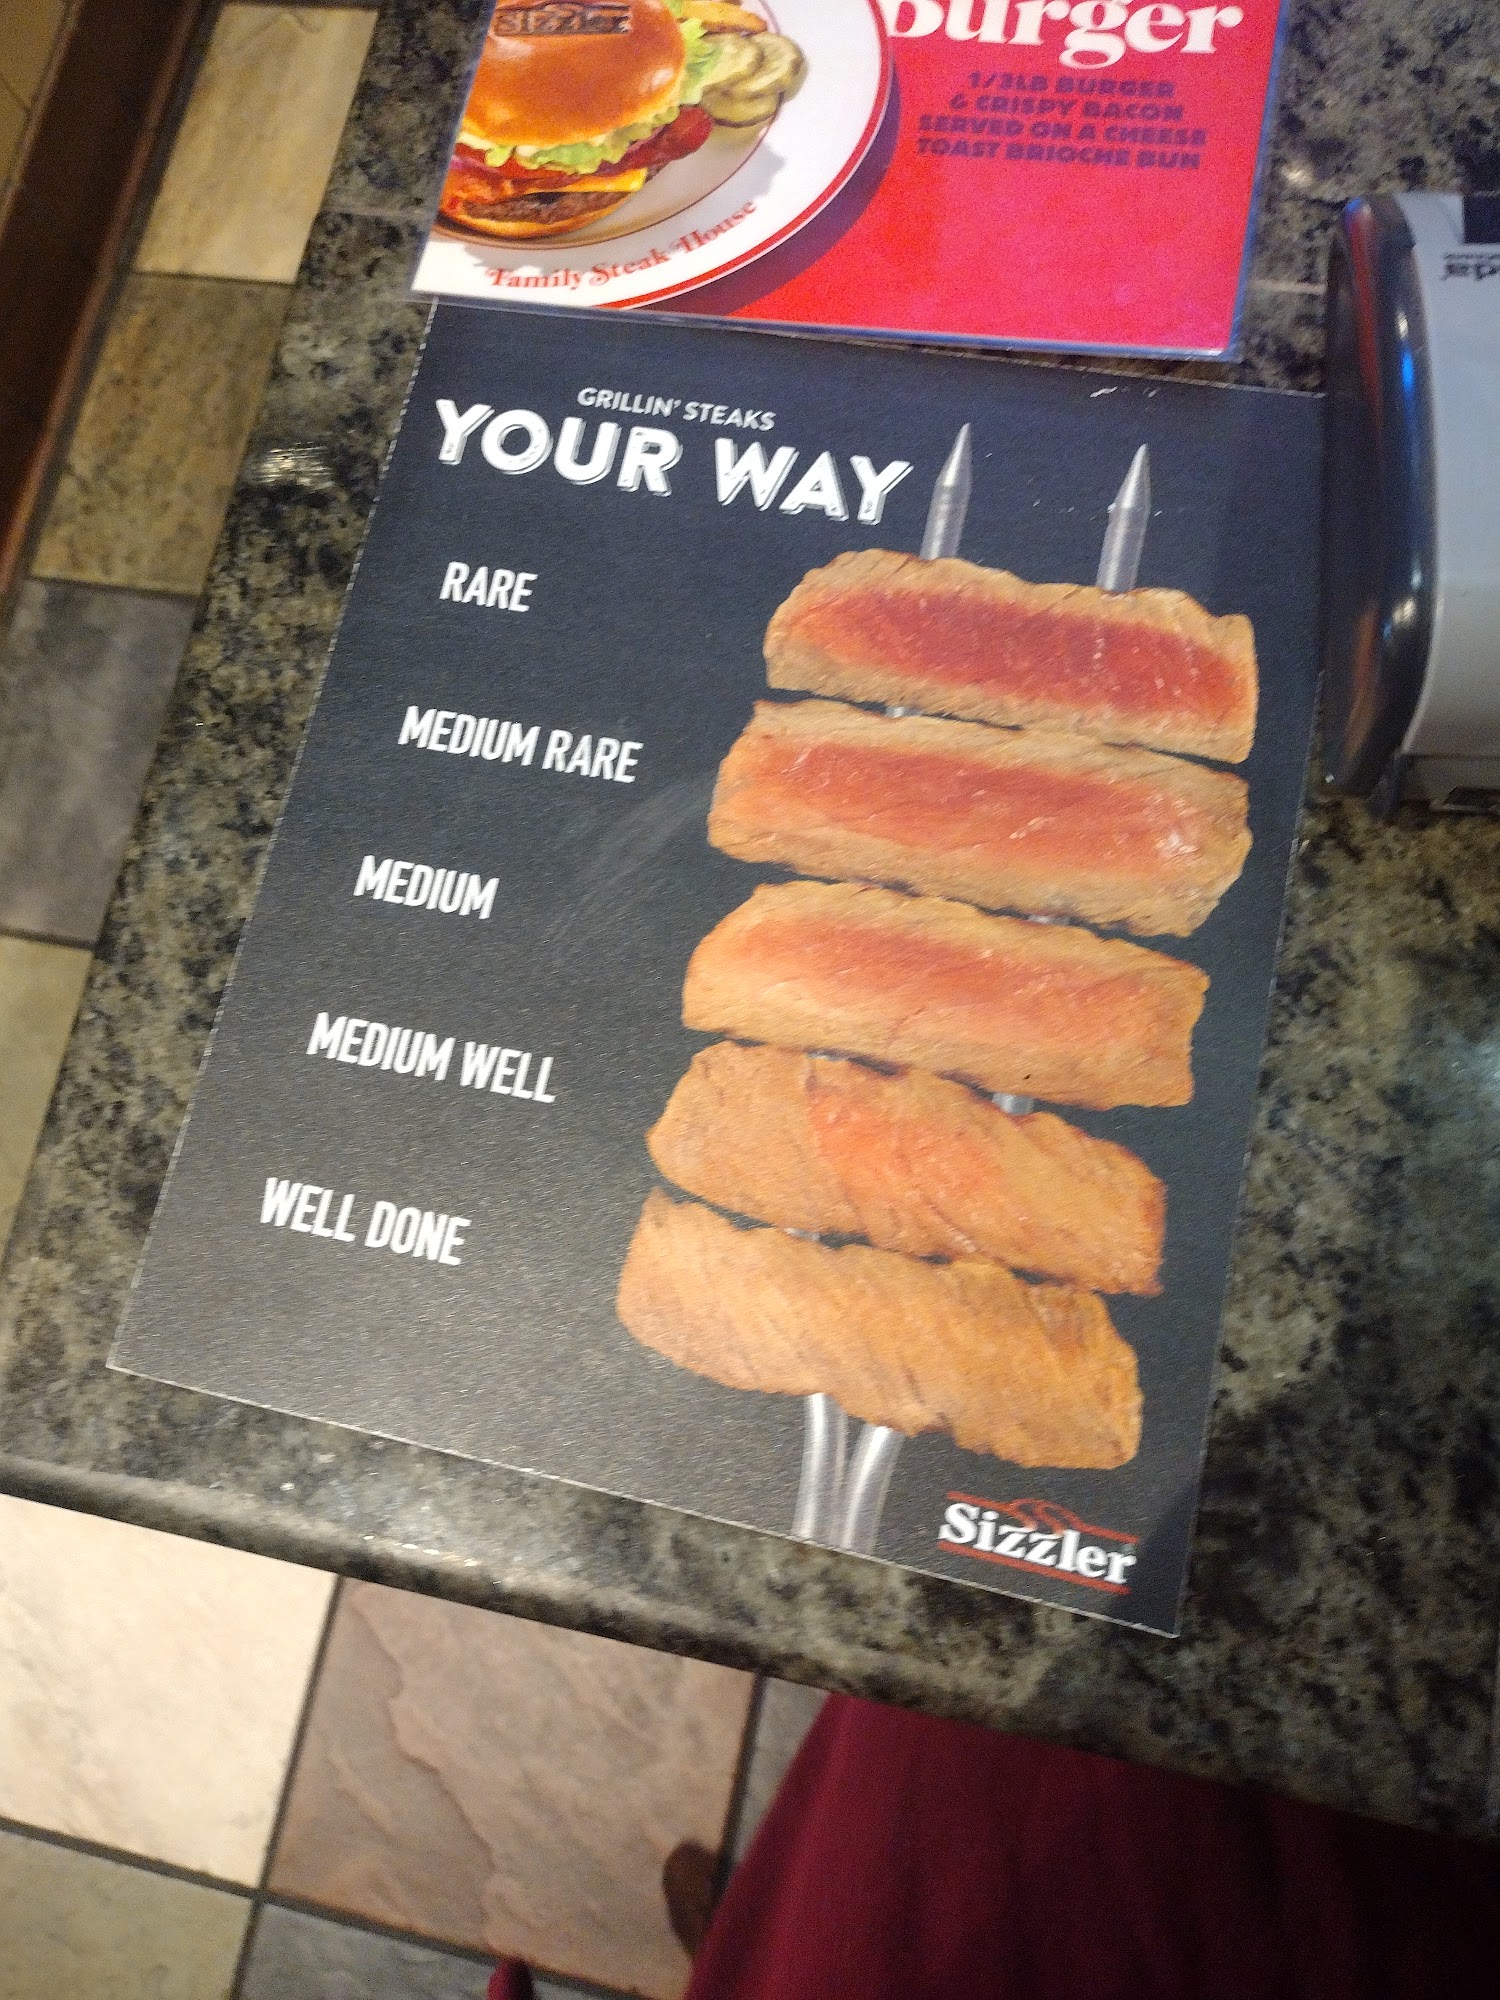 Sizzler
Burger
1/3LB BURGER
& CRISPY BACON
SERVED ON A CHEESE
TOAST BRIOCHE BUN
Family Steak House
GRILLIN' STEAKS
YOUR WAY
RARE
MEDIUM RARE
MEDIUM
MEDIUM WELL
WELL DONE
Sizzler